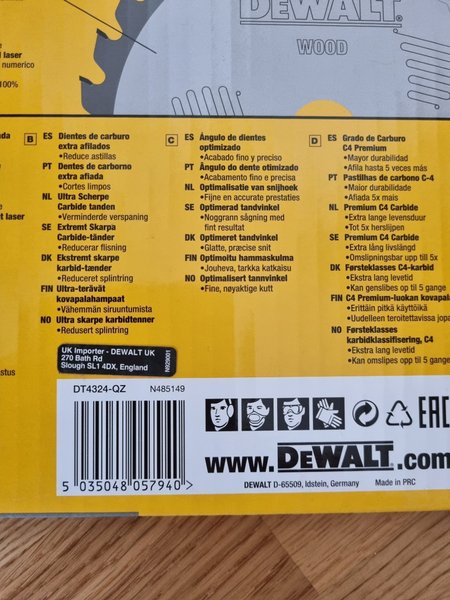 DEWALT®
WOOD
laser
numerico
100%
B
ES Dientes de carburo
extra afilados
•Reduce astillas
PT Dentes de carboro
extra afiada
•Cortes limpos
NL Ultra Scherpe
Carbide tanden
•Verminderde verspaning
SE Extremt Skarpa
Carbide-tänder
•Reducerar flisning
DK Ekstremt skarpe
karbid-tænder
•Reduceret splintring
FIN Ultra-terävät
kovapalahampaat
•Vähemmän siruuntumista
NO Ultra skarpe karbidtenner
•Redusert splintring
C
ES Ángulo de dientes
optimizado
•Acabado fino y preciso
PT Ângulo do dente otimizado
•Acabamento fino e preciso
NL Optimalisatie van snijhoek
•Fijne en accurate prestaties
SE Optimerad tandvinkel
•Noggrann sågning med
fint resultat
DK Optimeret tandvinkel
•Glatte, præcise snit
FIN Optimoitu hammaskulma
•Jouheva, tarkka katkaisu
NO Optimalisert tannvinkel
•Fine, nøyaktige kutt
D
ES Grado de Carburo
C4 Premium
•Mayor durabilidad
•Afila hasta 5 veces más
PT Pastilhas de carbono C-4
•Maior durabilidade
•Afiada 5x mais
NL Premium C4 Carbide
•Extra lange levensduur
•Tot 5x herslijpen
SE Premium C4 Carbide
•Extra lång livslängd
•Omslipningsbar upp till 5x
DK Førsteklasses C4-karbid
•Ekstra lang levetid
•Kan genslibes op til 5 gange
FIN C4 Premium-luokan
•Erittäin pitkä käyttöikä
•Uudelleen teroitettavissa
NO Førsteklasses
karbidklassifisering, C4
•Ekstra lang levetid
•Kan omslipes opp til 5 ganger
UK Importer - DEWALT UK
270 Bath Rd
Slough SL1 4DX, England
N920001
DT4324-QZ N485149
5 035048 057940 >
EAC
www.DEWALT®.com
DEWALT D-65509, Idstein, Germany Made in PRC